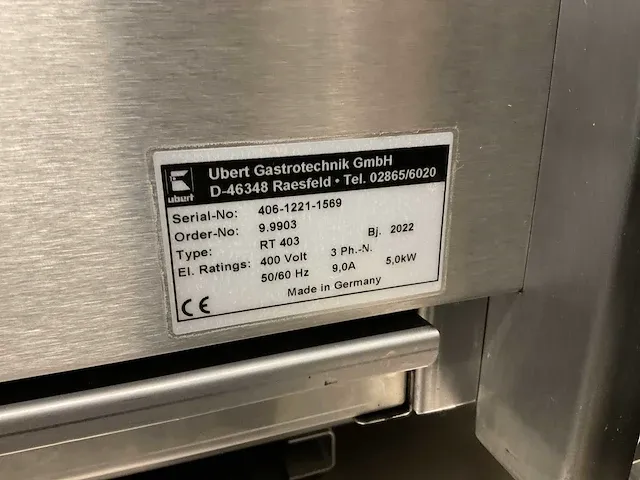 ubert
Ubert Gastrotechnik GmbH
D-46348 Raesfeld • Tel. 02865/6020
Serial-No: 406-1221-1569
Order-No: 9.9903 Bj. 2022
Type: RT 403
El. Ratings: 400 Volt 3 Ph.-N.
50/60 Hz 9,0A 5,0kW
Made in Germany
CE